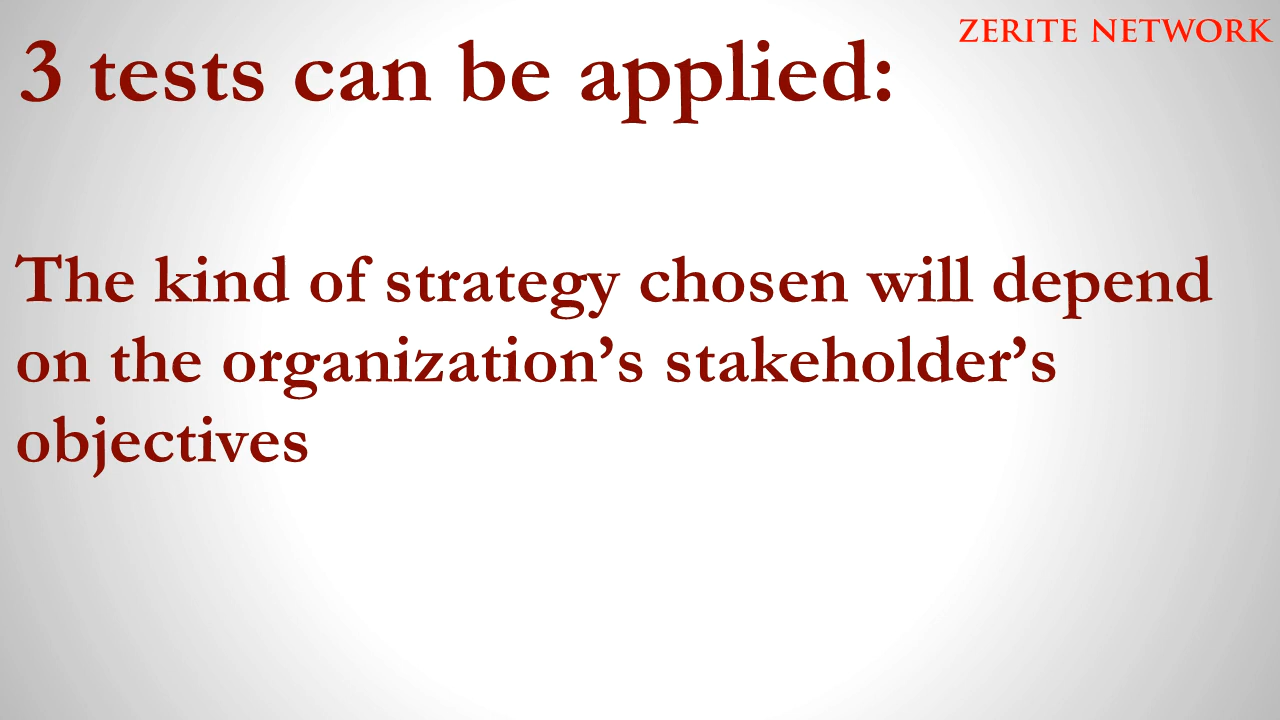 ZERITE NETWORK
3 tests can be applied:
The kind of strategy chosen will depend
on the organization’s stakeholder’s
objectives